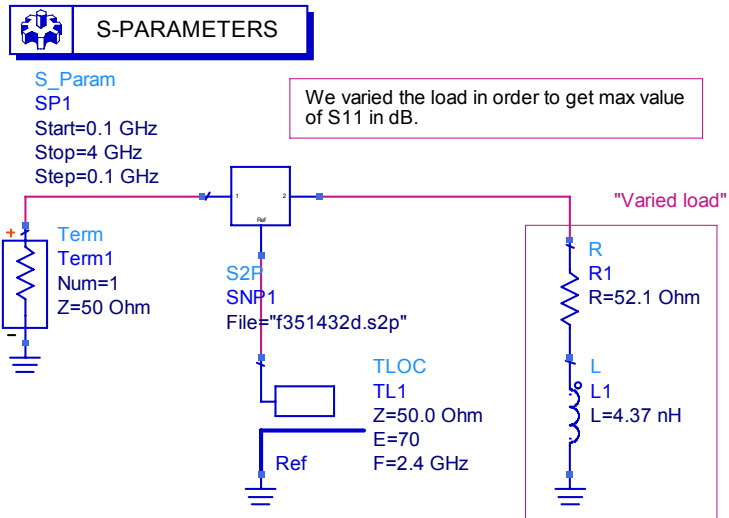 S-PARAMETERS
S_Param
SP1
Start=0.1 GHz
Stop=4 GHz
Step=0.1 GHz
We varied the load in order to get max value
of S11 in dB.
"Varied load"
+
Term
Term1
Num=1
Z=50 Ohm
-
1
2
Ref
S2P
SNP1
File="f351432d.s2p"
R
R1
R=52.1 Ohm
TLOC
TL1
Z=50.0 Ohm
E=70
F=2.4 GHz
Ref
L
L1
L=4.37 nH